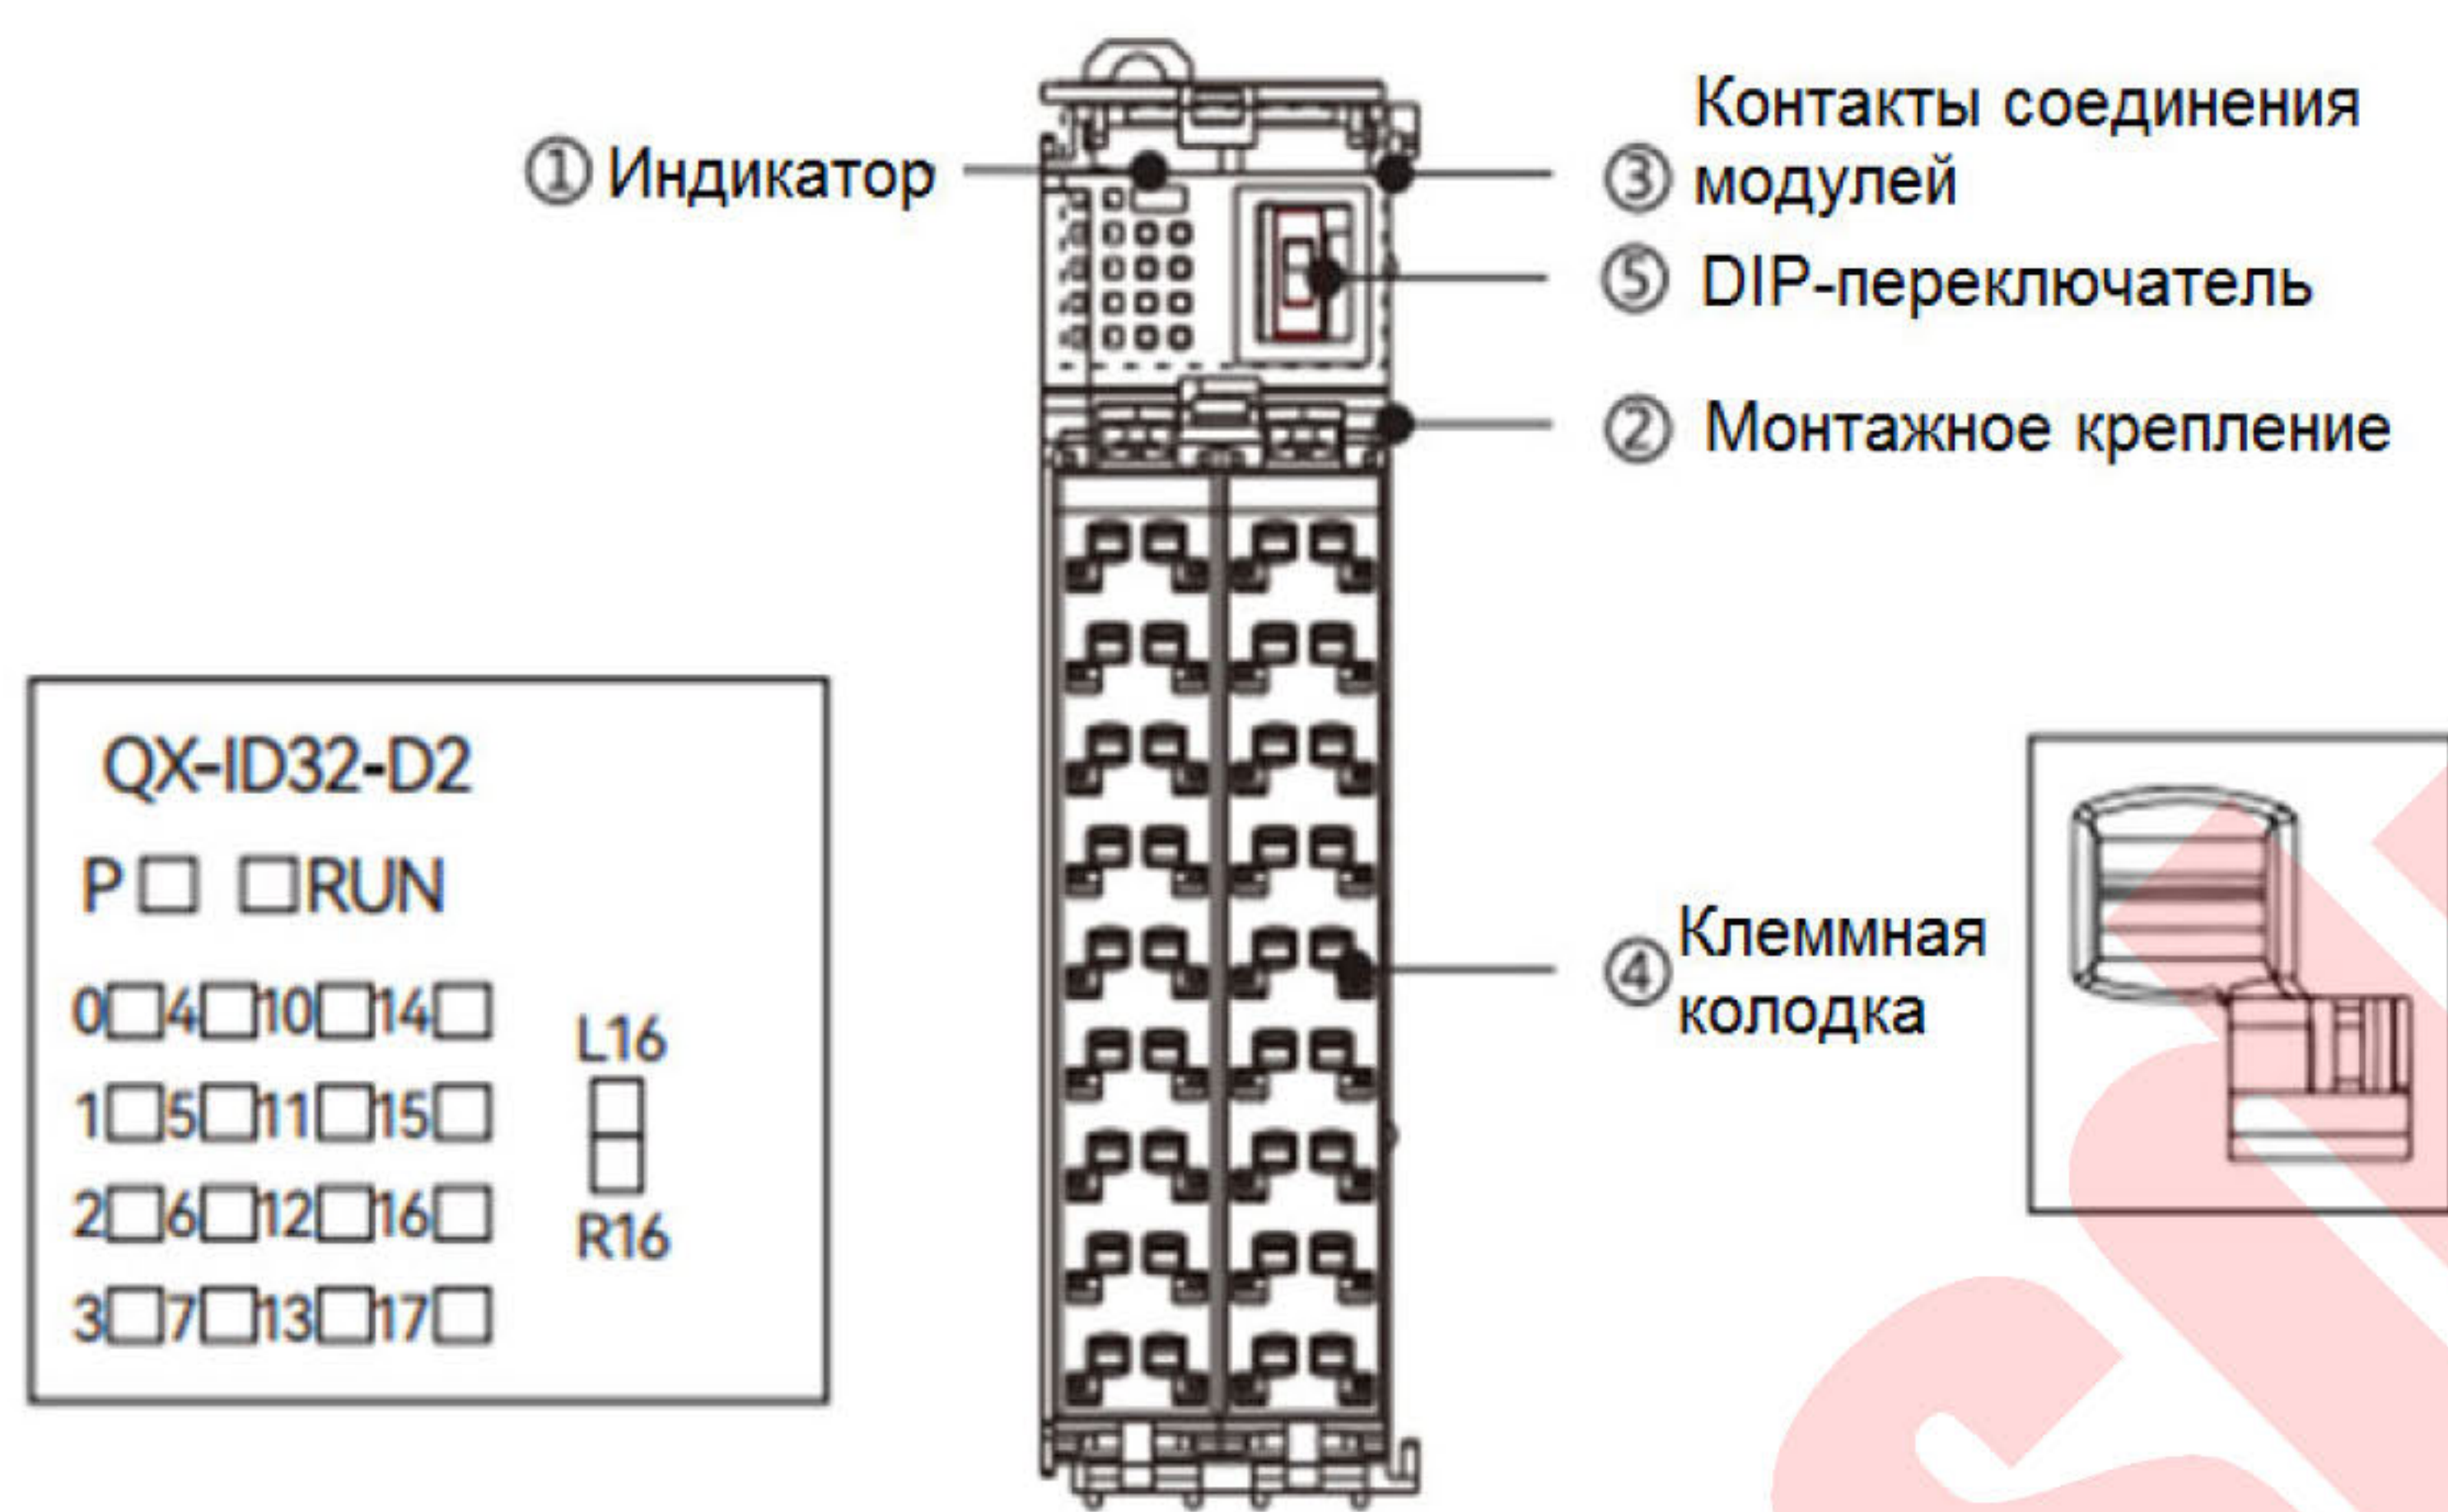 ① Индикатор
Контакты соединения
③ модулей
⑤ DIP-переключатель
② Монтажное крепление
④ Клеммная
колодка
QX-ID32-D2
P RUN
0 4 10 14
1 5 11 15
2 6 12 16
3 7 13 17
L16
R16